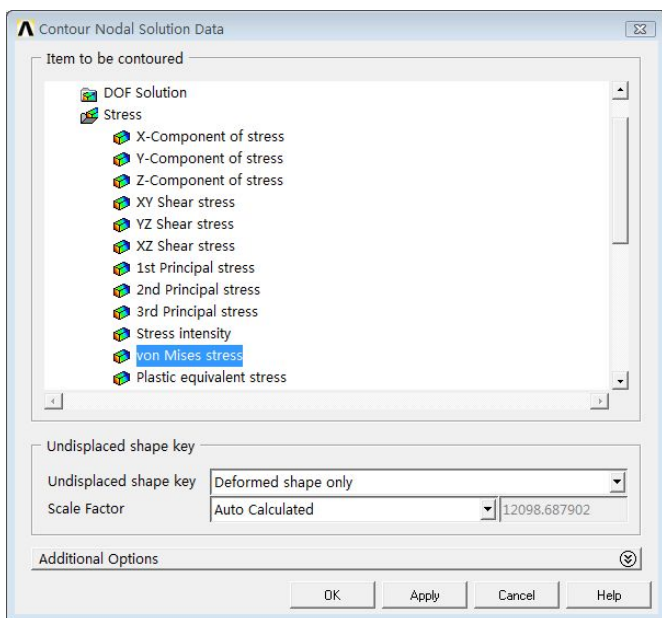 Contour Nodal Solution Data
Item to be contoured
DOF Solution
Stress
X-Component of stress
Y-Component of stress
Z-Component of stress
XY Shear stress
YZ Shear stress
XZ Shear stress
1st Principal stress
2nd Principal stress
3rd Principal stress
Stress intensity
von Mises stress
Plastic equivalent stress
Undisplaced shape key
Undisplaced shape key Deformed shape only
Scale Factor Auto Calculated 12098.687902
Additional Options
OK Apply Cancel Help